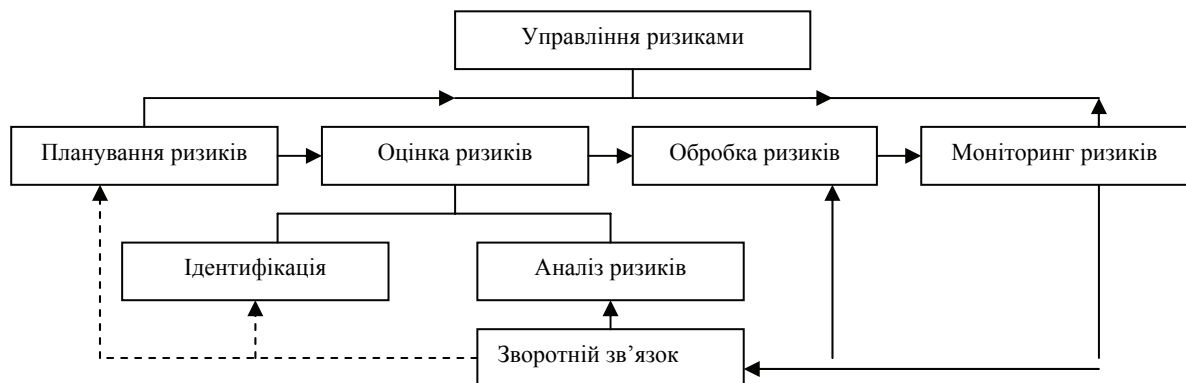 Управління ризиками
Планування ризиків
Оцінка ризиків
Обробка ризиків
Моніторинг ризиків
Ідентифікація
Аналіз ризиків
Зворотній зв’язок